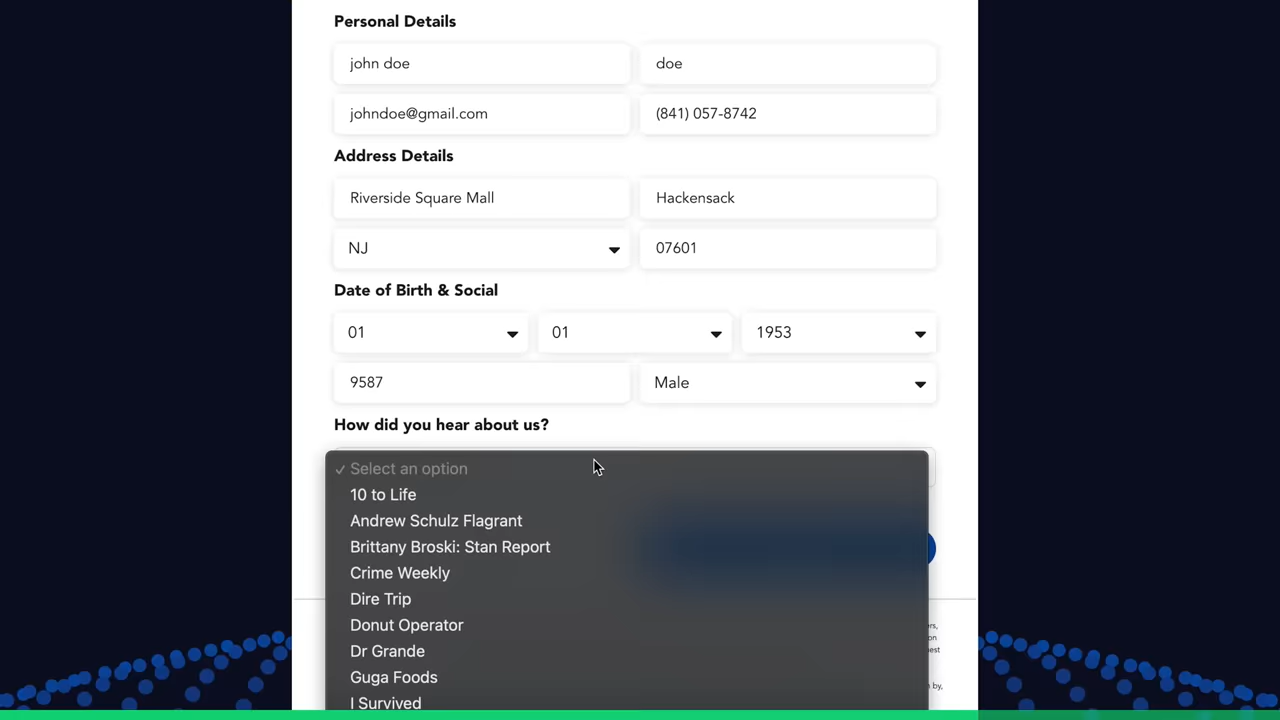 Personal Details
john doe doe
johndoe@gmail.com (841) 057-8742
Address Details
Riverside Square Mall Hackensack
NJ 07601
Date of Birth & Social
01 01 1953
9587 Male
How did you hear about us?
✓ Select an option
10 to Life
Andrew Schulz Flagrant
Brittany Broski: Stan Report
Crime Weekly
Dire Trip
Donut Operator
Dr Grande
Guga Foods
I Survived